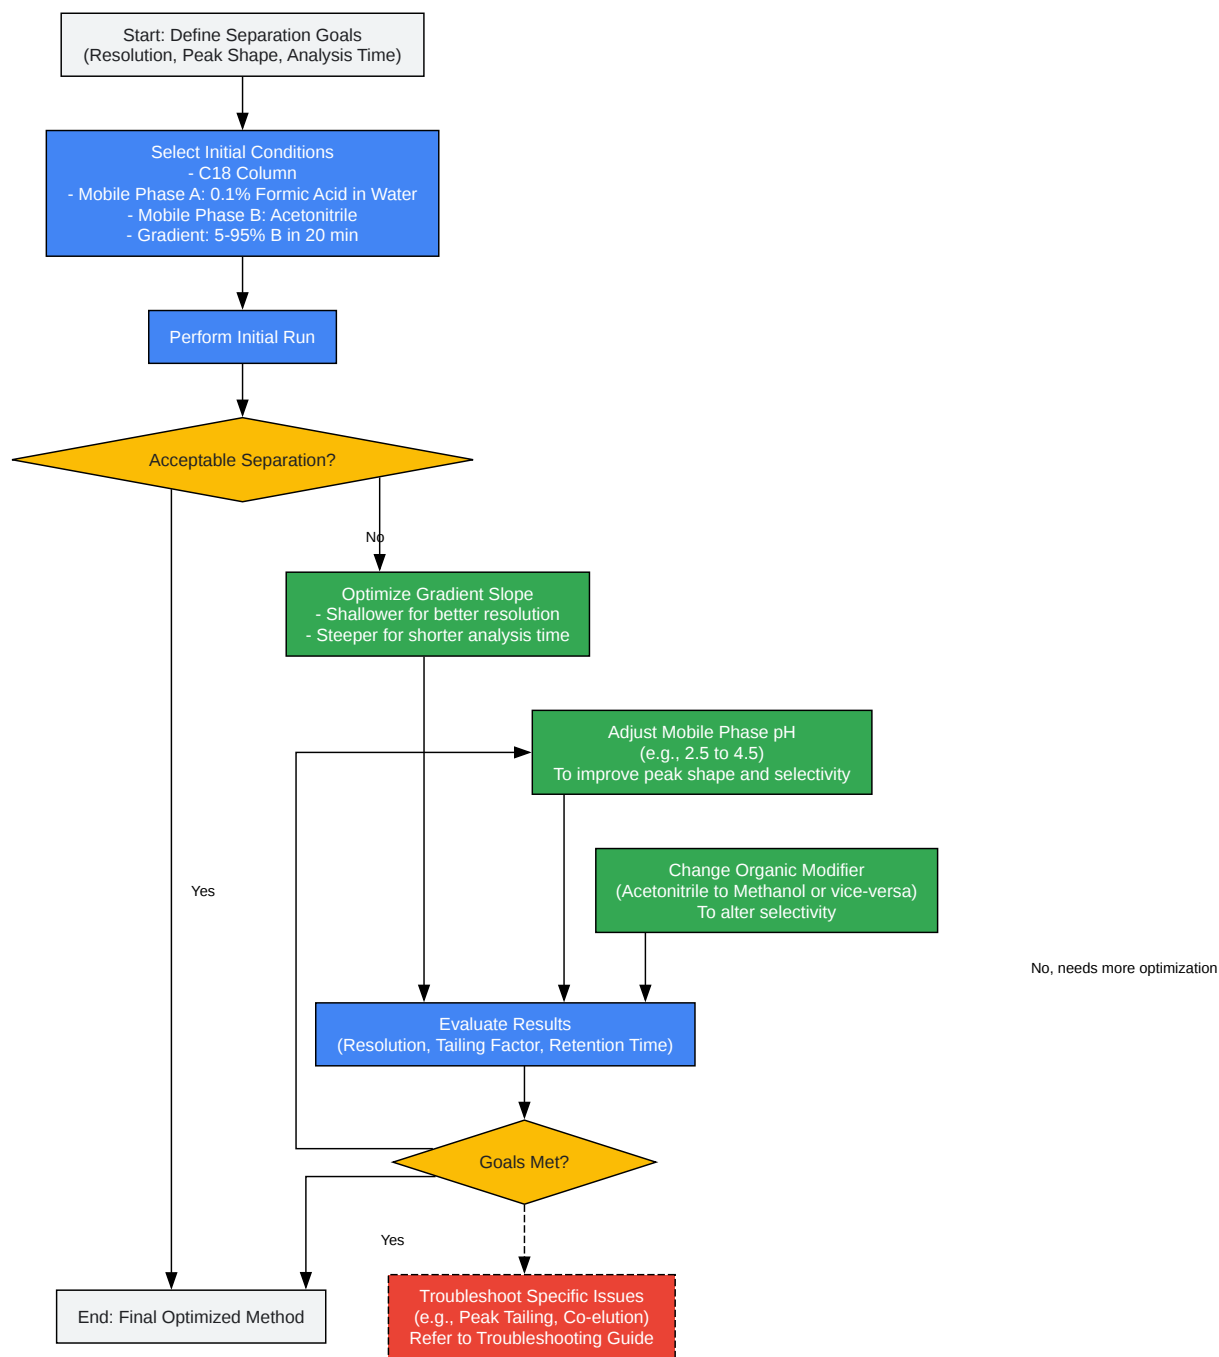 Start: Define Separation Goals
(Resolution, Peak Shape, Analysis Time)
Select Initial Conditions
- C18 Column
- Mobile Phase A: 0.1% Formic Acid in Water
- Mobile Phase B: Acetonitrile
- Gradient: 5-95% B in 20 min
Perform Initial Run
Acceptable Separation?
No
Optimize Gradient Slope
- Shallower for better resolution
- Steeper for shorter analysis time
Adjust Mobile Phase pH
(e.g., 2.5 to 4.5)
To improve peak shape and selectivity
Yes
Change Organic Modifier
(Acetonitrile to Methanol or vice-versa)
To alter selectivity
No, needs more optimization
Evaluate Results
(Resolution, Tailing Factor, Retention Time)
Goals Met?
Yes
End: Final Optimized Method
Troubleshoot Specific Issues
(e.g., Peak Tailing, Co-elution)
Refer to Troubleshooting Guide